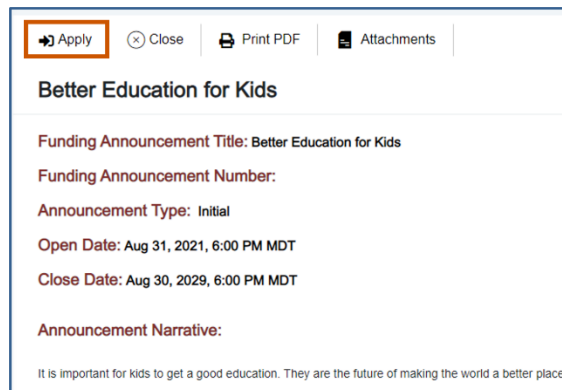 Apply Close Print PDF Attachments
Better Education for Kids
Funding Announcement Title: Better Education for Kids
Funding Announcement Number:
Announcement Type: Initial
Open Date: Aug 31, 2021, 6:00 PM MDT
Close Date: Aug 30, 2029, 6:00 PM MDT
Announcement Narrative:
It is important for kids to get a good education. They are the future of making the world a better place